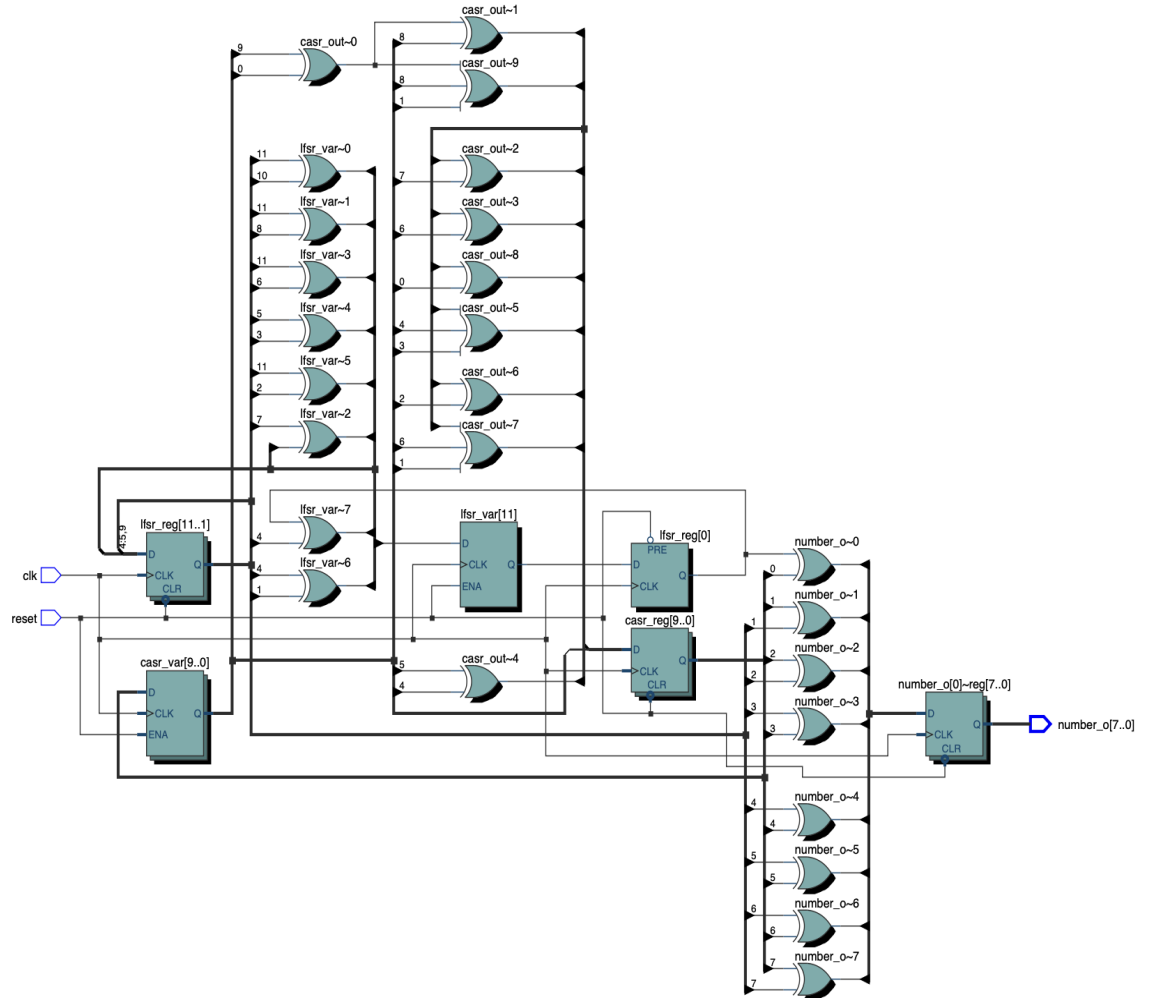 casr_out~1
8
casr_out~0
9
0
casr_out~9
8
1
lfsr_var~0
11
10
casr_out~2
7
lfsr_var~1
11
8
casr_out~3
6
lfsr_var~3
11
6
casr_out~8
0
lfsr_var~4
5
3
casr_out~5
4
3
lfsr_var~5
11
2
casr_out~6
2
lfsr_var~2
7
casr_out~7
6
1
lfsr_reg[11..1]
4:5,9
D
CLK
CLR
Q
lfsr_var~7
4
lfsr_var~6
4
1
lfsr_var[11]
D
CLK
ENA
Q
lfsr_reg[0]
PRE
D
CLK
Q
number_o~0
0
clk
reset
number_o~1
1
1
casr_reg[9..0]
D
CLK
CLR
Q
number_o~2
2
2
casr_var[9..0]
D
CLK
ENA
Q
casr_out~4
5
4
number_o~3
3
3
number_o[0]~reg[7..0]
D
CLK
CLR
Q
number_o[7..0]
number_o~4
4
4
number_o~5
5
5
number_o~6
6
6
number_o~7
7
7